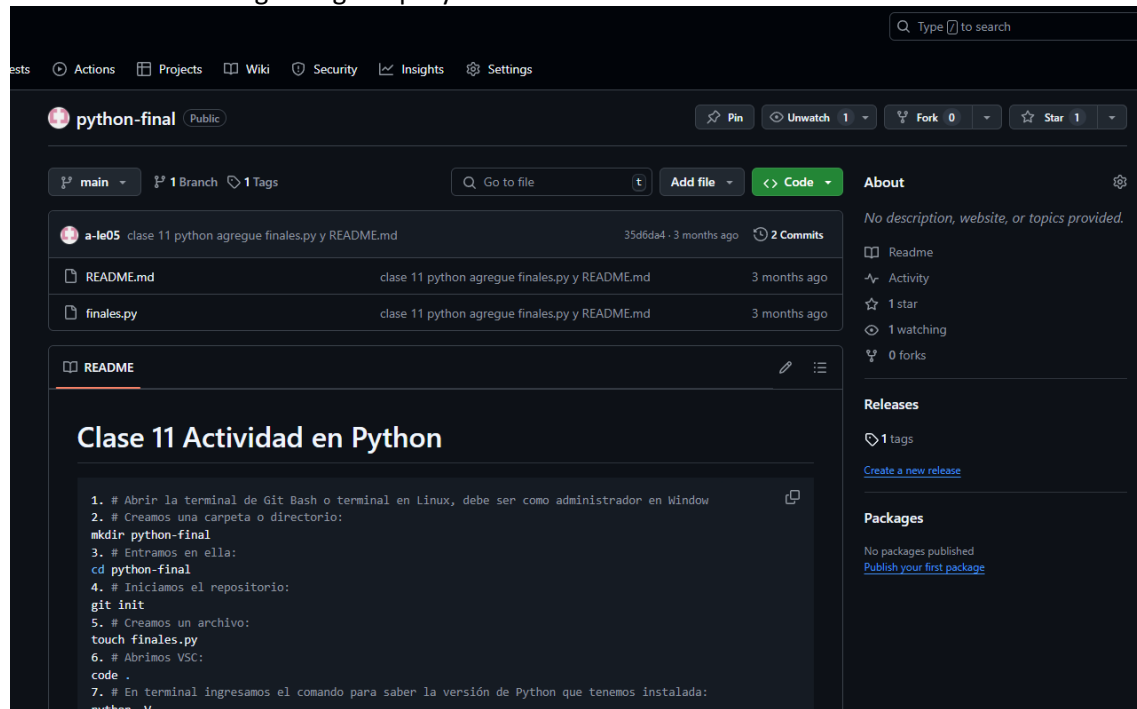 Type / to search
ests Actions Projects Wiki Security Insights Settings
python-final Public Pin Unwatch 1 Fork 0 Star 1
main 1 Branch 1 Tags Go to file t Add file <> Code
a-le05 clase 11 python agregue finales.py y README.md 35d6da4 · 3 months ago 2 Commits
README.md clase 11 python agregue finales.py y README.md 3 months ago
finales.py clase 11 python agregue finales.py y README.md 3 months ago
README
Clase 11 Actividad en Python
1. # Abrir la terminal de Git Bash o terminal en Linux, debe ser como administrador en Window
2. # Creamos una carpeta o directorio:
mkdir python-final
3. # Entramos en ella:
cd python-final
4. # Iniciamos el repositorio:
git init
5. # Creamos un archivo:
touch finales.py
6. # Abrimos VSC:
code .
7. # En terminal ingresamos el comando para saber la versión de Python que tenemos instalada:
About
No description, website, or topics provided.
Readme
Activity
1 star
1 watching
0 forks
Releases
1 tags
Create a new release
Packages
No packages published
Publish your first package